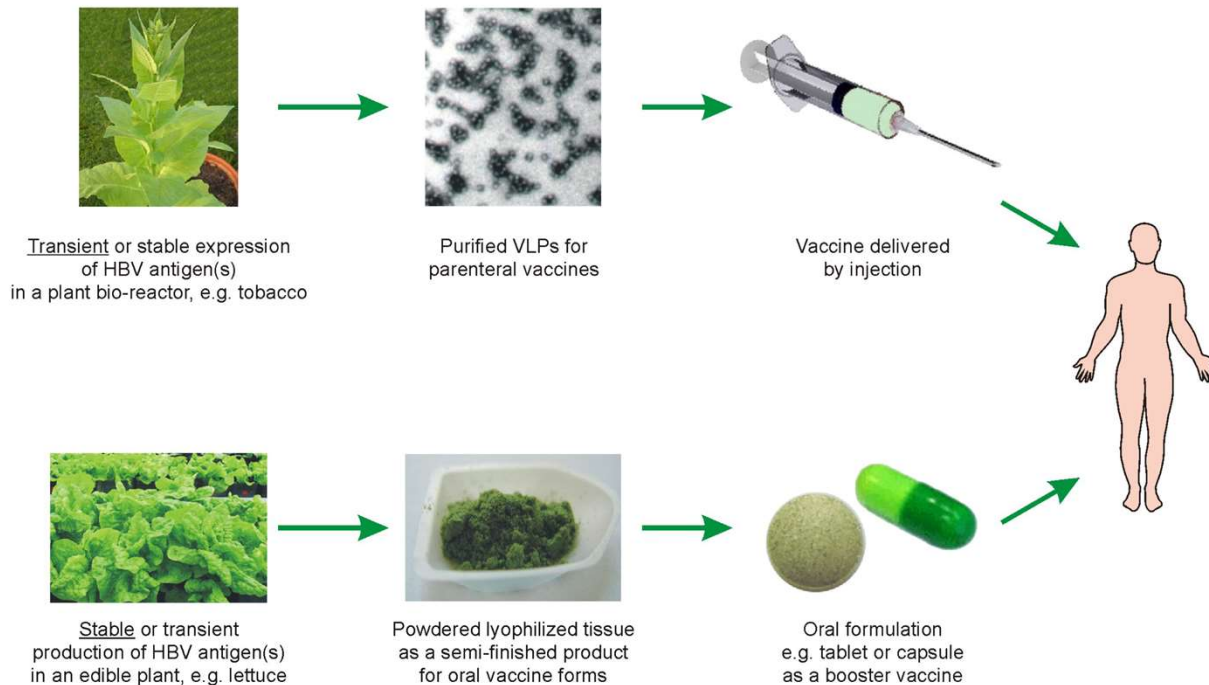 Transient or stable expression
of HBV antigen(s)
in a plant bio-reactor, e.g. tobacco
Purified VLPs for
parenteral vaccines
Vaccine delivered
by injection
Stable or transient
production of HBV antigen(s)
in an edible plant, e.g. lettuce
Powdered lyophilized tissue
as a semi-finished product
for oral vaccine forms
Oral formulation
e.g. tablet or capsule
as a booster vaccine